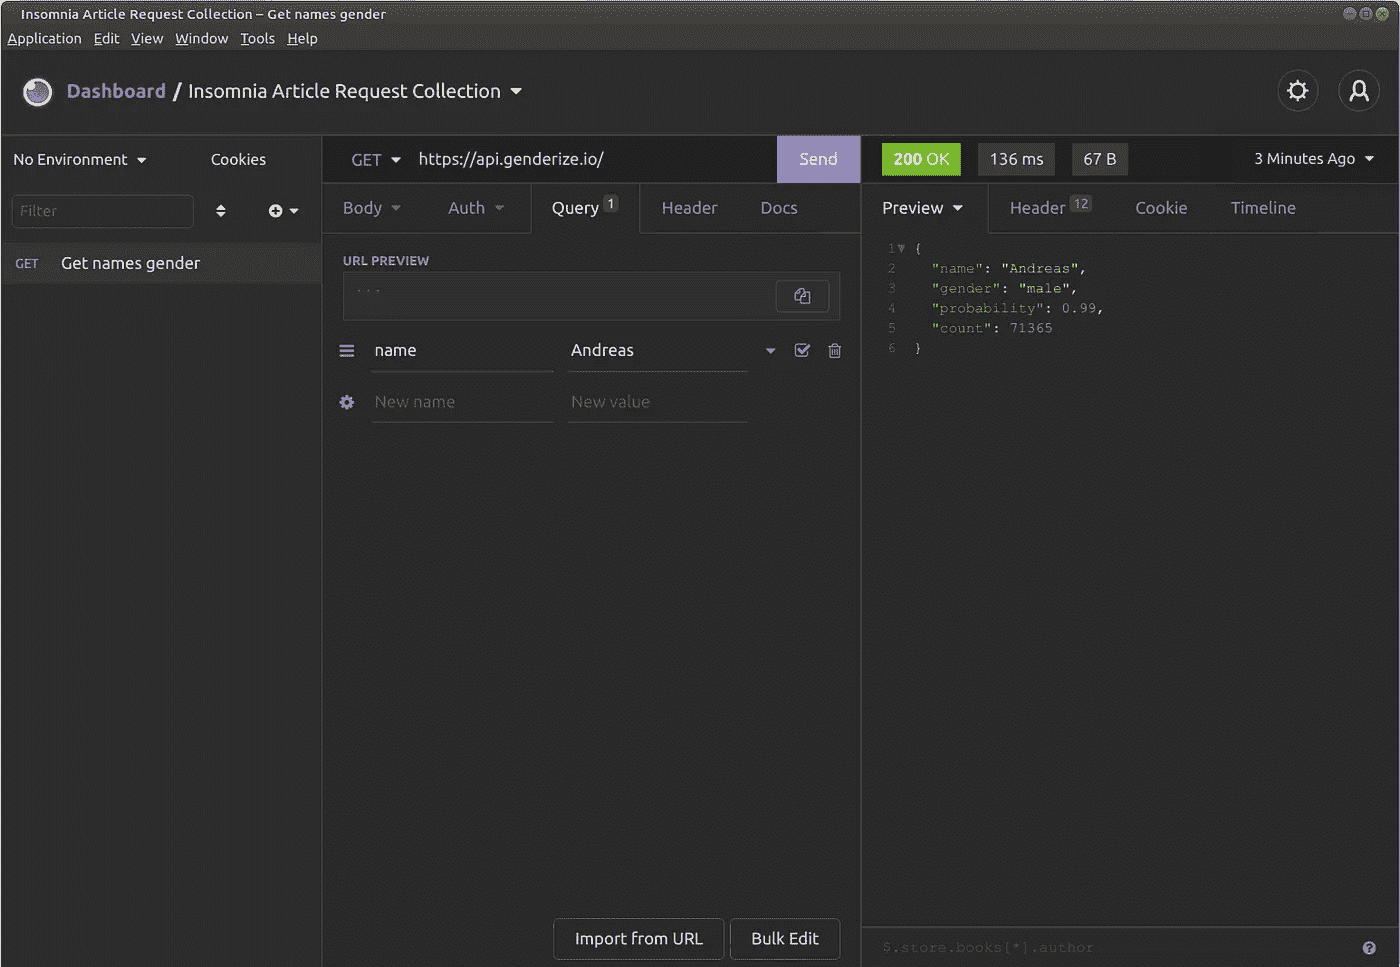 Insomnia Article Request Collection – Get names gender
Application Edit View Window Tools Help
Dashboard / Insomnia Article Request Collection
No Environment Cookies
Filter
GET Get names gender
GET https://api.genderize.io/ Send
Body Auth Query 1 Header Docs
URL PREVIEW
...
name Andreas
New name New value
Import from URL Bulk Edit
200 OK 136 ms 67 B 3 Minutes Ago
Preview Header 12 Cookie Timeline
1 {
2 "name": "Andreas",
3 "gender": "male",
4 "probability": 0.99,
5 "count": 71365
6 }
$.store.books[*].author